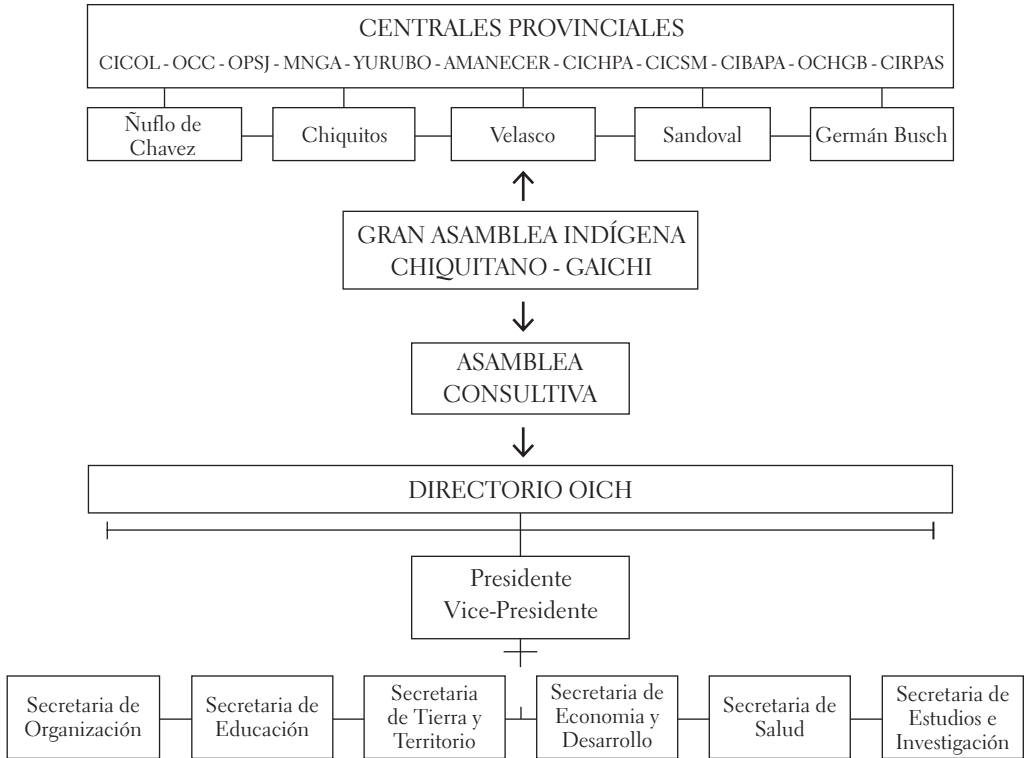 CENTRALES PROVINCIALES
CICOL - OCC - OPSJ - MNGA - YURUBO - AMANECER - CICHPA - CICSM - CIBAPA - OCHGB - CIRPAS
Ñuflo de
Chavez
Chiquitos
Velasco
Sandoval
Germán Busch
GRAN ASAMBLEA INDÍGENA
CHIQUITANO - GAICHI
ASAMBLEA
CONSULTIVA
DIRECTORIO OICH
Presidente
Vice-Presidente
Secretaria de
Organización
Secretaria de
Educación
Secretaria
de Tierra y
Territorio
Secretaria de
Economia y
Desarrollo
Secretaria de
Salud
Secretaria de
Estudios e
Investigación